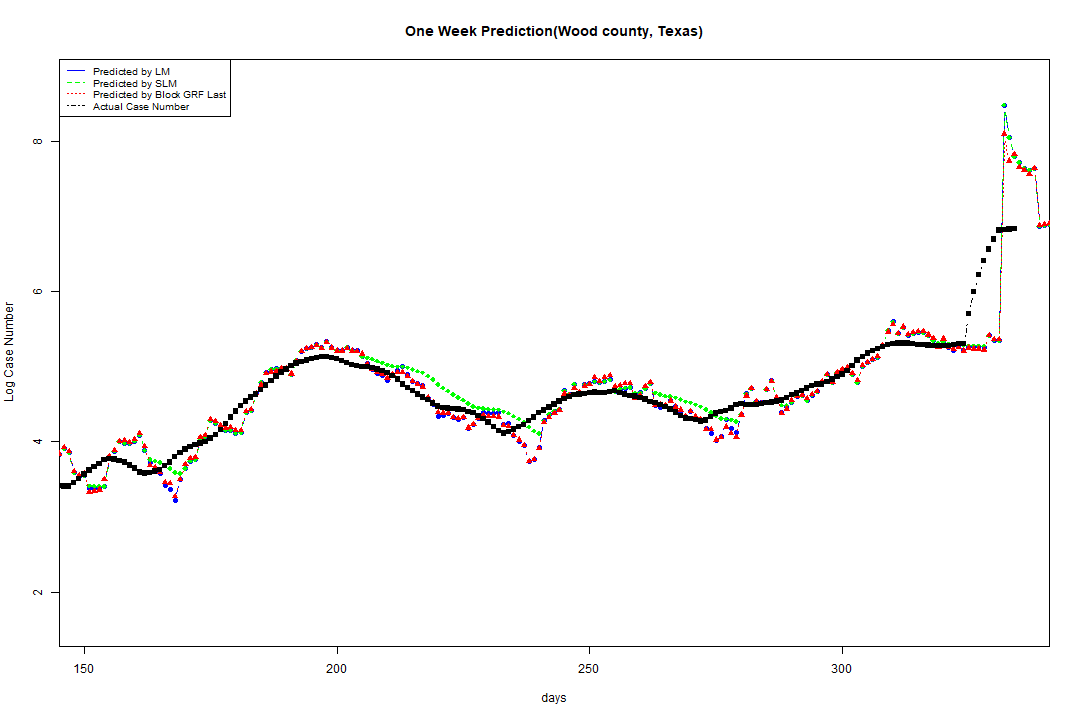 One Week Prediction(Wood county, Texas)
Predicted by LM
Predicted by SLM
Predicted by Block GRF Last
Actual Case Number
8
6
4
2
Log Case Number
150 200 250 300
days